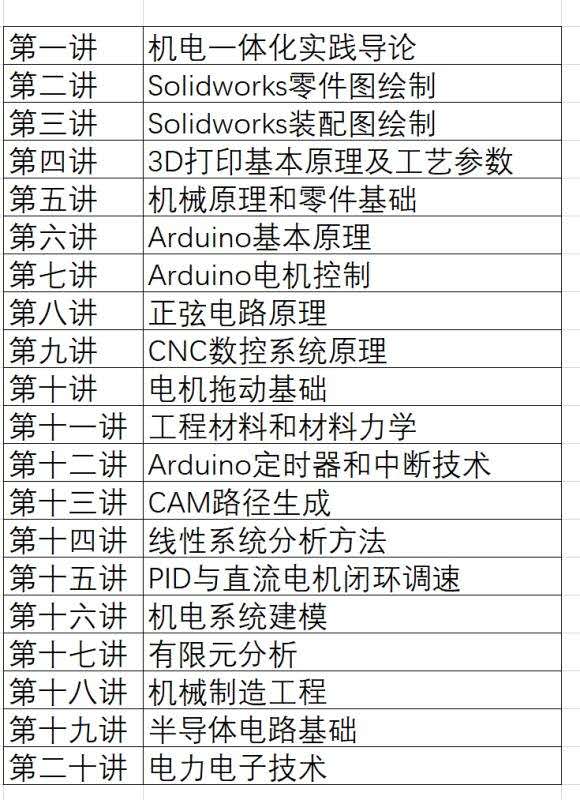 第一讲 机电一体化实践导论
第二讲 Solidworks零件图绘制
第三讲 Solidworks装配图绘制
第四讲 3D打印基本原理及工艺参数
第五讲 机械原理和零件基础
第六讲 Arduino基本原理
第七讲 Arduino电机控制
第八讲 正弦电路原理
第九讲 CNC数控系统原理
第十讲 电机拖动基础
第十一讲 工程材料和材料力学
第十二讲 Arduino定时器和中断技术
第十三讲 CAM路径生成
第十四讲 线性系统分析方法
第十五讲 PID与直流电机闭环调速
第十六讲 机电系统建模
第十七讲 有限元分析
第十八讲 机械制造工程
第十九讲 半导体电路基础
第二十讲 电力电子技术